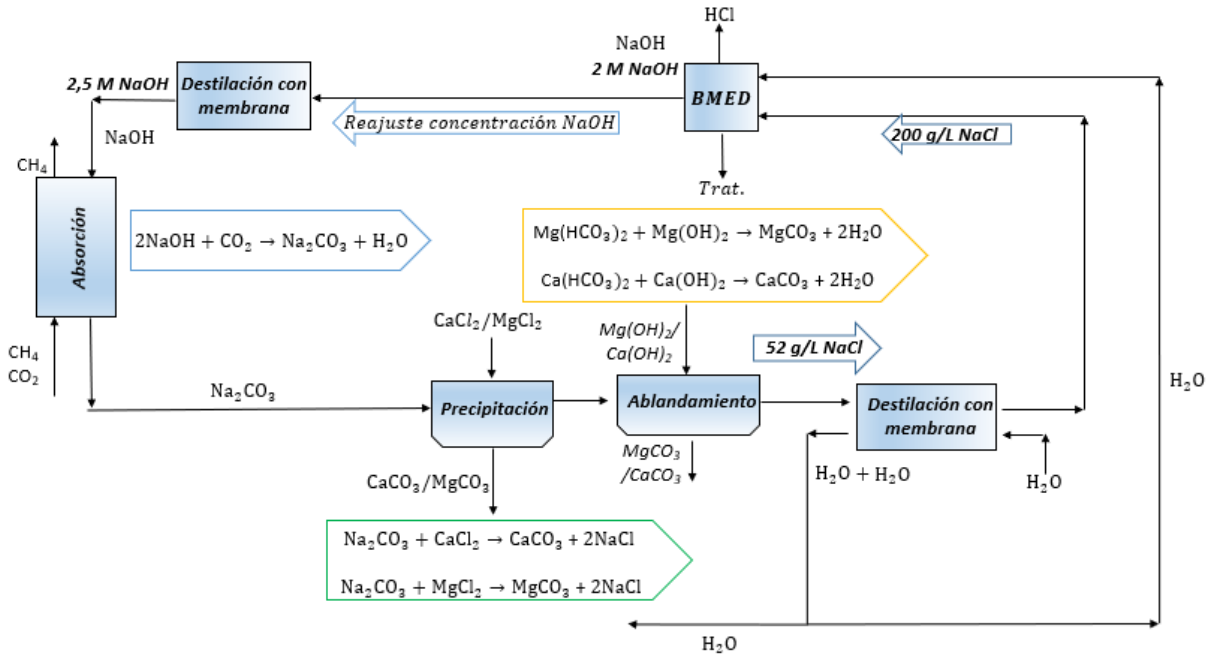 HCl
NaOH
2 M NaOH
BMED
2,5 M NaOH
Destilación con
membrana
Reajuste concentración NaOH
200 g/L NaCl
NaOH
CH₄
Trat.
Absorción
2NaOH + CO₂ → Na₂CO₃ + H₂O
Mg(HCO₃)₂ + Mg(OH)₂ → MgCO₃ + 2H₂O
Ca(HCO₃)₂ + Ca(OH)₂ → CaCO₃ + 2H₂O
CaCl₂/MgCl₂
Mg(OH)₂/
Ca(OH)₂
52 g/L NaCl
CH₄
CO₂
H₂O
Na₂CO₃
Precipitación
Ablandamiento
Destilación con
membrana
MgCO₃
/CaCO₃
CaCO₃/MgCO₃
H₂O + H₂O
H₂O
Na₂CO₃ + CaCl₂ → CaCO₃ + 2NaCl
Na₂CO₃ + MgCl₂ → MgCO₃ + 2NaCl
H₂O